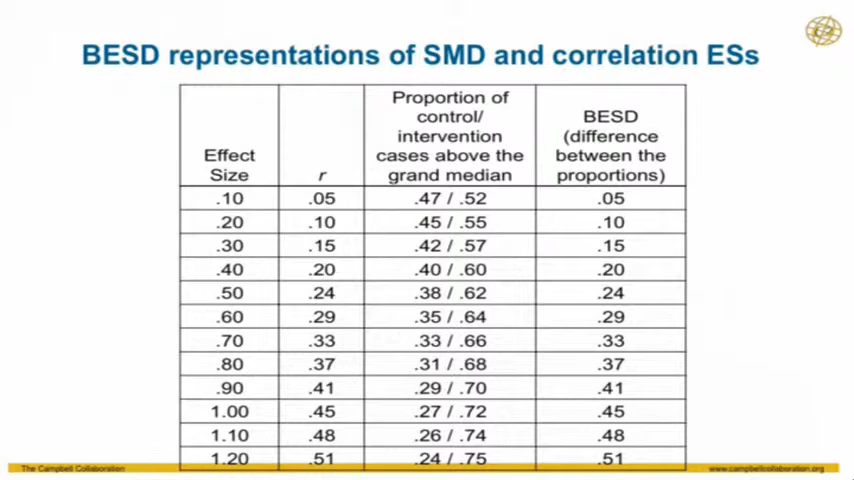 BESD representations of SMD and correlation ESs
Effect Size r Proportion of control/ intervention cases above the grand median BESD (difference between the proportions)
.10 .05 .47 / .52 .05
.20 .10 .45 / .55 .10
.30 .15 .42 / .57 .15
.40 .20 .40 / .60 .20
.50 .24 .38 / .62 .24
.60 .29 .35 / .64 .29
.70 .33 .33 / .66 .33
.80 .37 .31 / .68 .37
.90 .41 .29 / .70 .41
1.00 .45 .27 / .72 .45
1.10 .48 .26 / .74 .48
1.20 .51 .24 / .75 .51
The Campbell Collaboration www.campbellcollaboration.org